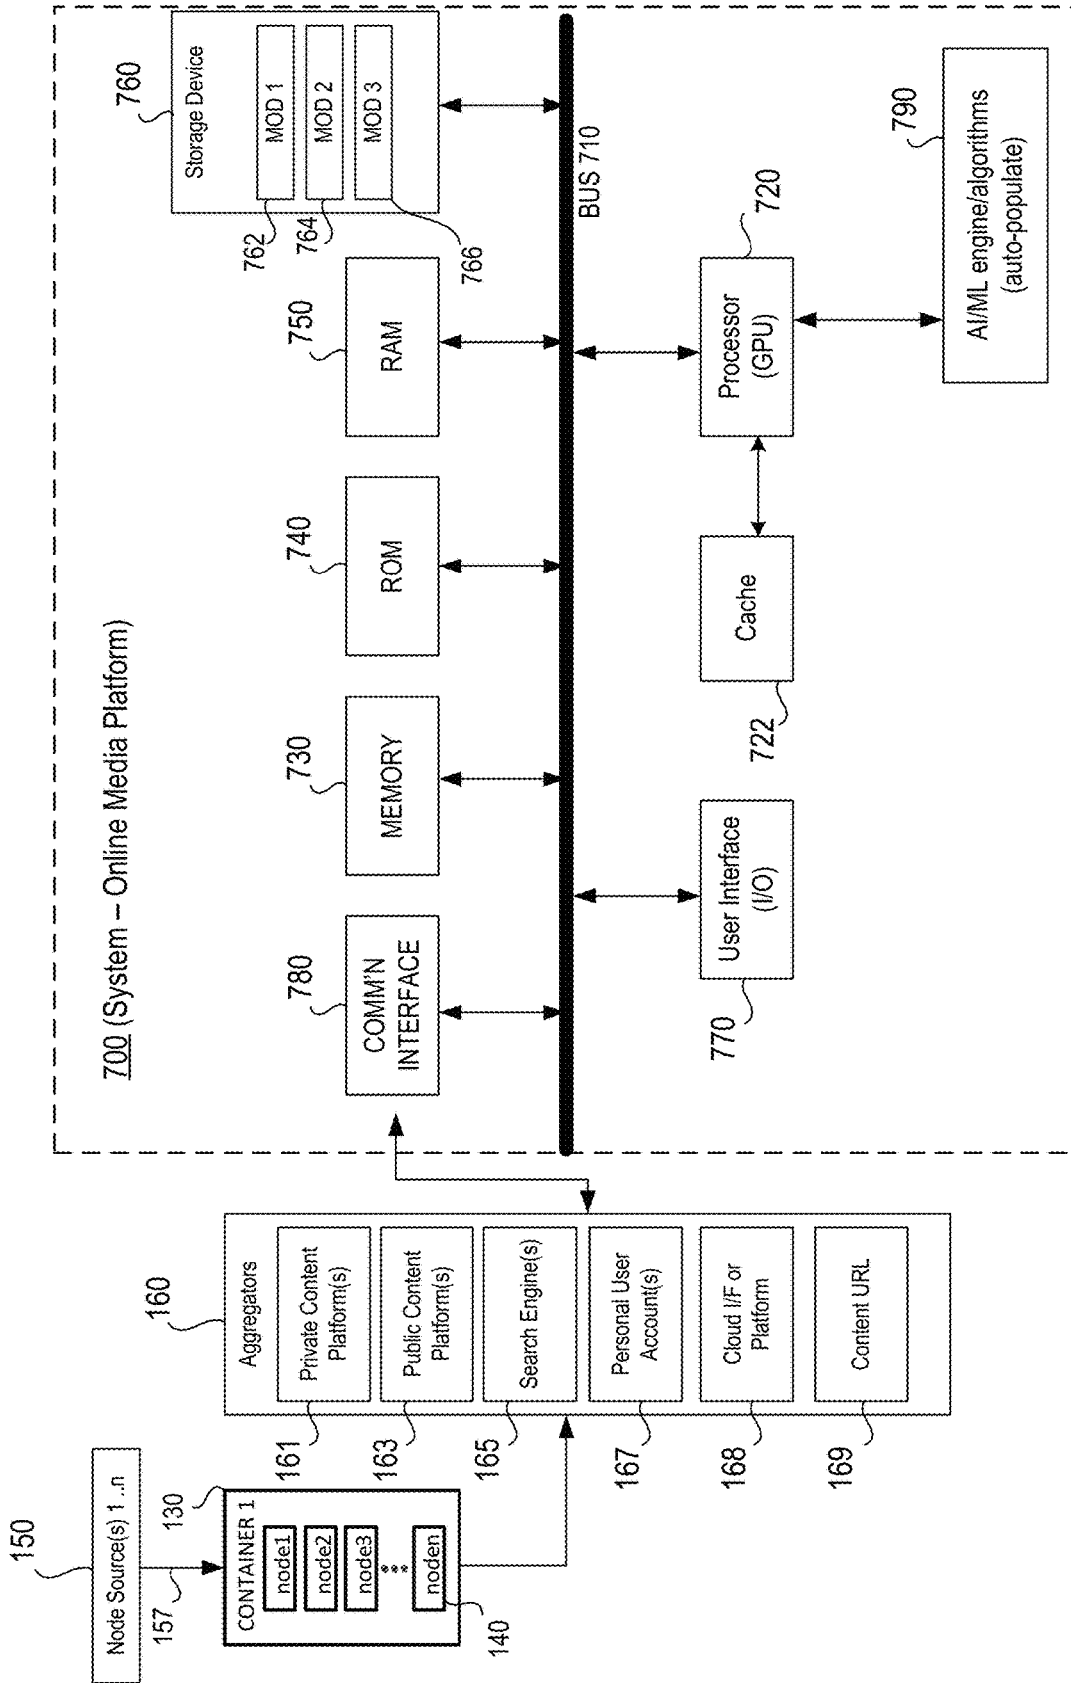 150
Node Source(s) 1 ..n
157
130
CONTAINER 1
node1
node2
node3
noden
140
160
Aggregators
Private Content
Platform(s)
161
Public Content
Platform(s)
163
Search Engine(s)
165
Personal User
Account(s)
167
Cloud I/F or
Platform
168
Content URL
169
700 (System – Online Media Platform)
780
COMM'N
INTERFACE
730
MEMORY
740
ROM
750
RAM
760
Storage Device
MOD 1
MOD 2
MOD 3
762
764
766
BUS 710
User Interface
(I/O)
770
Cache
722
Processor
(GPU)
720
790
AI/ML engine/algorithms
(auto-populate)